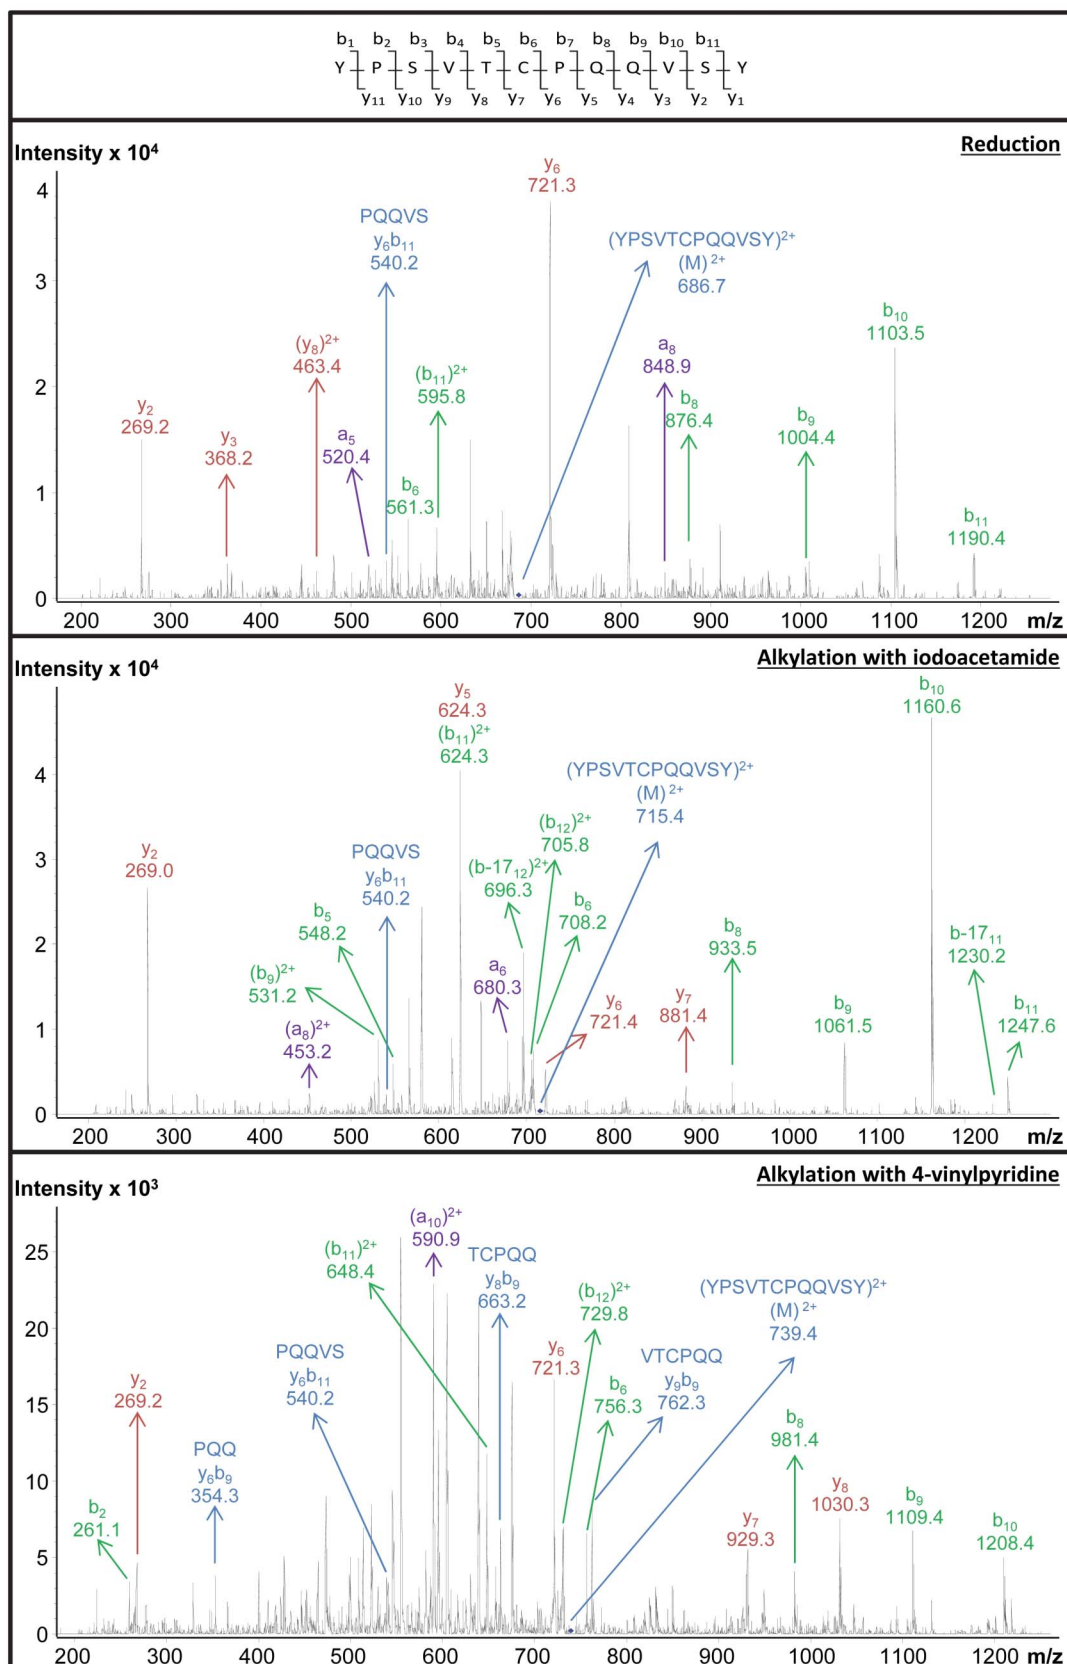 b₁ b₂ b₃ b₄ b₅ b₆ b₇ b₈ b₉ b₁₀ b₁₁
Y P S V T C P Q Q V S Y
y₁₁ y₁₀ y₉ y₈ y₇ y₆ y₅ y₄ y₃ y₂ y₁
Reduction
Intensity x 10⁴
4
3
2
1
0
y₂
269.2
y₃
368.2
(y₈)²⁺
463.4
a₅
520.4
PQQVS
y₆b₁₁
540.2
b₆
561.3
(b₁₁)²⁺
595.8
y₆
721.3
(YPSVTCPQQVSY)²⁺
(M)²⁺
686.7
a₈
848.9
b₈
876.4
b₉
1004.4
b₁₀
1103.5
b₁₁
1190.4
200 300 400 500 600 700 800 900 1000 1100 1200 m/z
Alkylation with iodoacetamide
Intensity x 10⁴
4
3
2
1
0
y₂
269.0
(a₈)²⁺
453.2
(b₉)²⁺
531.2
b₅
548.2
PQQVS
y₆b₁₁
540.2
y₅
624.3
(b₁₁)²⁺
624.3
a₆
680.3
(b-17₁₂)²⁺
696.3
(b₁₂)²⁺
705.8
b₆
708.2
(YPSVTCPQQVSY)²⁺
(M)²⁺
715.4
y₆
721.4
y₇
881.4
b₈
933.5
b₉
1061.5
b₁₀
1160.6
b-17₁₁
1230.2
b₁₁
1247.6
200 300 400 500 600 700 800 900 1000 1100 1200 m/z
Alkylation with 4-vinylpyridine
Intensity x 10³
25
20
15
10
5
0
b₂
261.1
y₂
269.2
PQQ
y₆b₉
354.3
PQQVS
y₆b₁₁
540.2
(b₁₁)²⁺
648.4
(a₁₀)²⁺
590.9
TCPQQ
y₈b₉
663.2
y₆
721.3
(b₁₂)²⁺
729.8
b₆
756.3
VTCPQQ
y₉b₉
762.3
(YPSVTCPQQVSY)²⁺
(M)²⁺
739.4
y₇
929.3
b₈
981.4
y₈
1030.3
b₉
1109.4
b₁₀
1208.4
200 300 400 500 600 700 800 900 1000 1100 1200 m/z